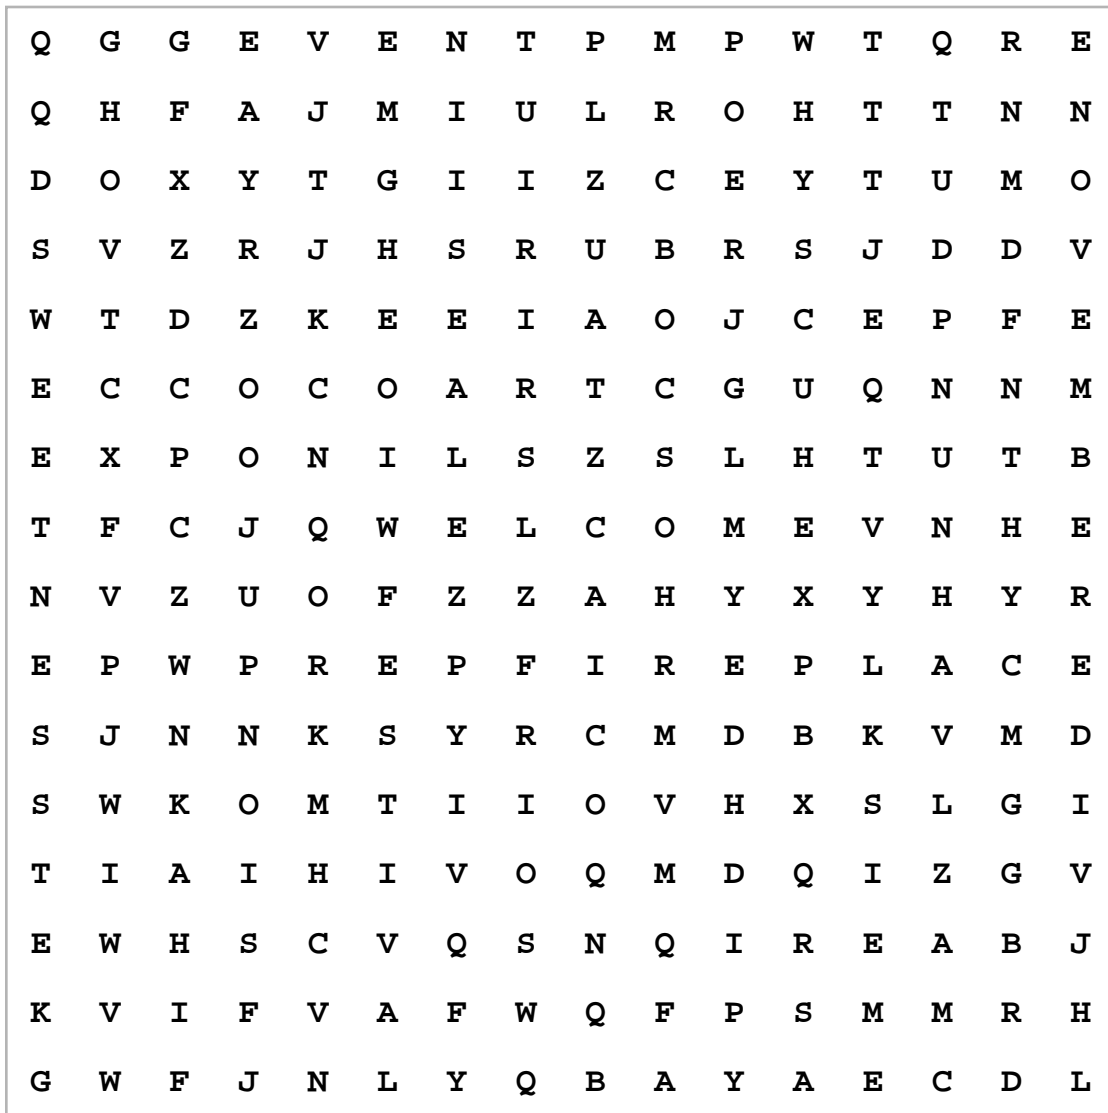 Q G G E V E N T P M P W T Q R E
Q H F A J M I U L R O H T T N N
D O X Y T G I I Z C E Y T U M O
S V Z R J H S R U B R S J D D V
W T D Z K E E I A O J C E P F E
E C C O C O A R T C G U Q N N M
E X P O N I L S Z S L H T U T B
T F C J Q W E L C O M E V N H E
N V Z U O F Z Z A H Y X Y H Y R
E P W P R E P F I R E P L A C E
S J N N K S Y R C M D B K V M D
S W K O M T I I O V H X S L G I
T I A I H I V O Q M D Q I Z G V
E W H S C V Q S N Q I R E A B J
K V I F V A F W Q F P S M M R H
G W F J N L Y Q B A Y A E C D L